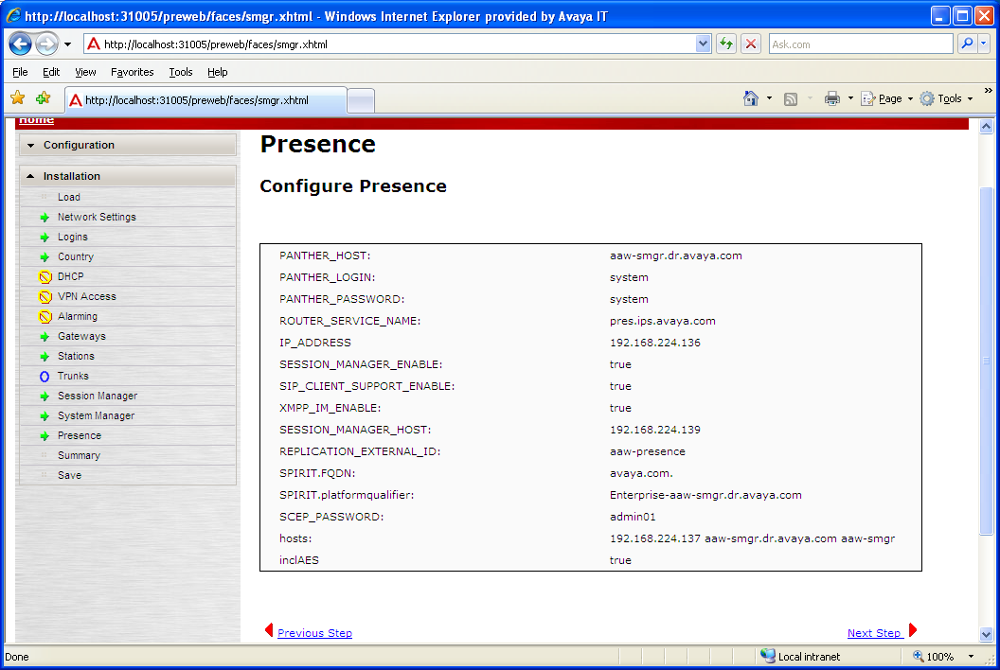 http://localhost:31005/preweb/faces/smgr.xhtml - Windows Internet Explorer provided by Avaya IT
http://localhost:31005/preweb/faces/smgr.xhtml
Ask.com
File Edit View Favorites Tools Help
http://localhost:31005/preweb/faces/smgr.xhtml
Page Tools »
Home
Configuration
Installation
Load
Network Settings
Logins
Country
DHCP
VPN Access
Alarming
Gateways
Stations
Trunks
Session Manager
System Manager
Presence
Summary
Save
Presence
Configure Presence
PANTHER_HOST: aaw-smgr.dr.avaya.com
PANTHER_LOGIN: system
PANTHER_PASSWORD: system
ROUTER_SERVICE_NAME: pres.ips.avaya.com
IP_ADDRESS 192.168.224.136
SESSION_MANAGER_ENABLE: true
SIP_CLIENT_SUPPORT_ENABLE: true
XMPP_IM_ENABLE: true
SESSION_MANAGER_HOST: 192.168.224.139
REPLICATION_EXTERNAL_ID: aaw-presence
SPIRIT.FQDN: avaya.com.
SPIRIT.platformqualifier: Enterprise-aaw-smgr.dr.avaya.com
SCEP_PASSWORD: admin01
hosts: 192.168.224.137 aaw-smgr.dr.avaya.com aaw-smgr
inclAES true
Previous Step Next Step
Done Local intranet 100%